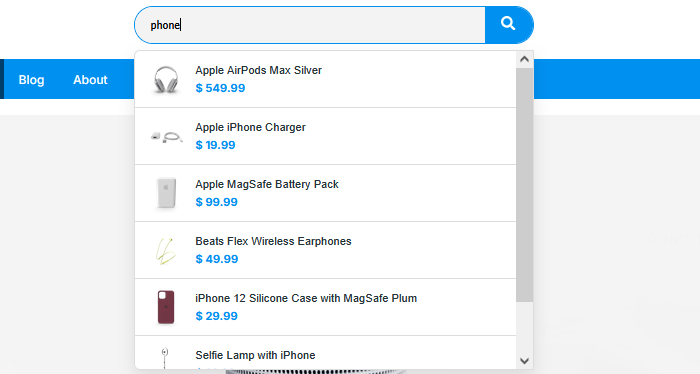 phone
Blog About
Apple AirPods Max Silver
$ 549.99
Apple iPhone Charger
$ 19.99
Apple MagSafe Battery Pack
$ 99.99
Beats Flex Wireless Earphones
$ 49.99
iPhone 12 Silicone Case with MagSafe Plum
$ 29.99
Selfie Lamp with iPhone